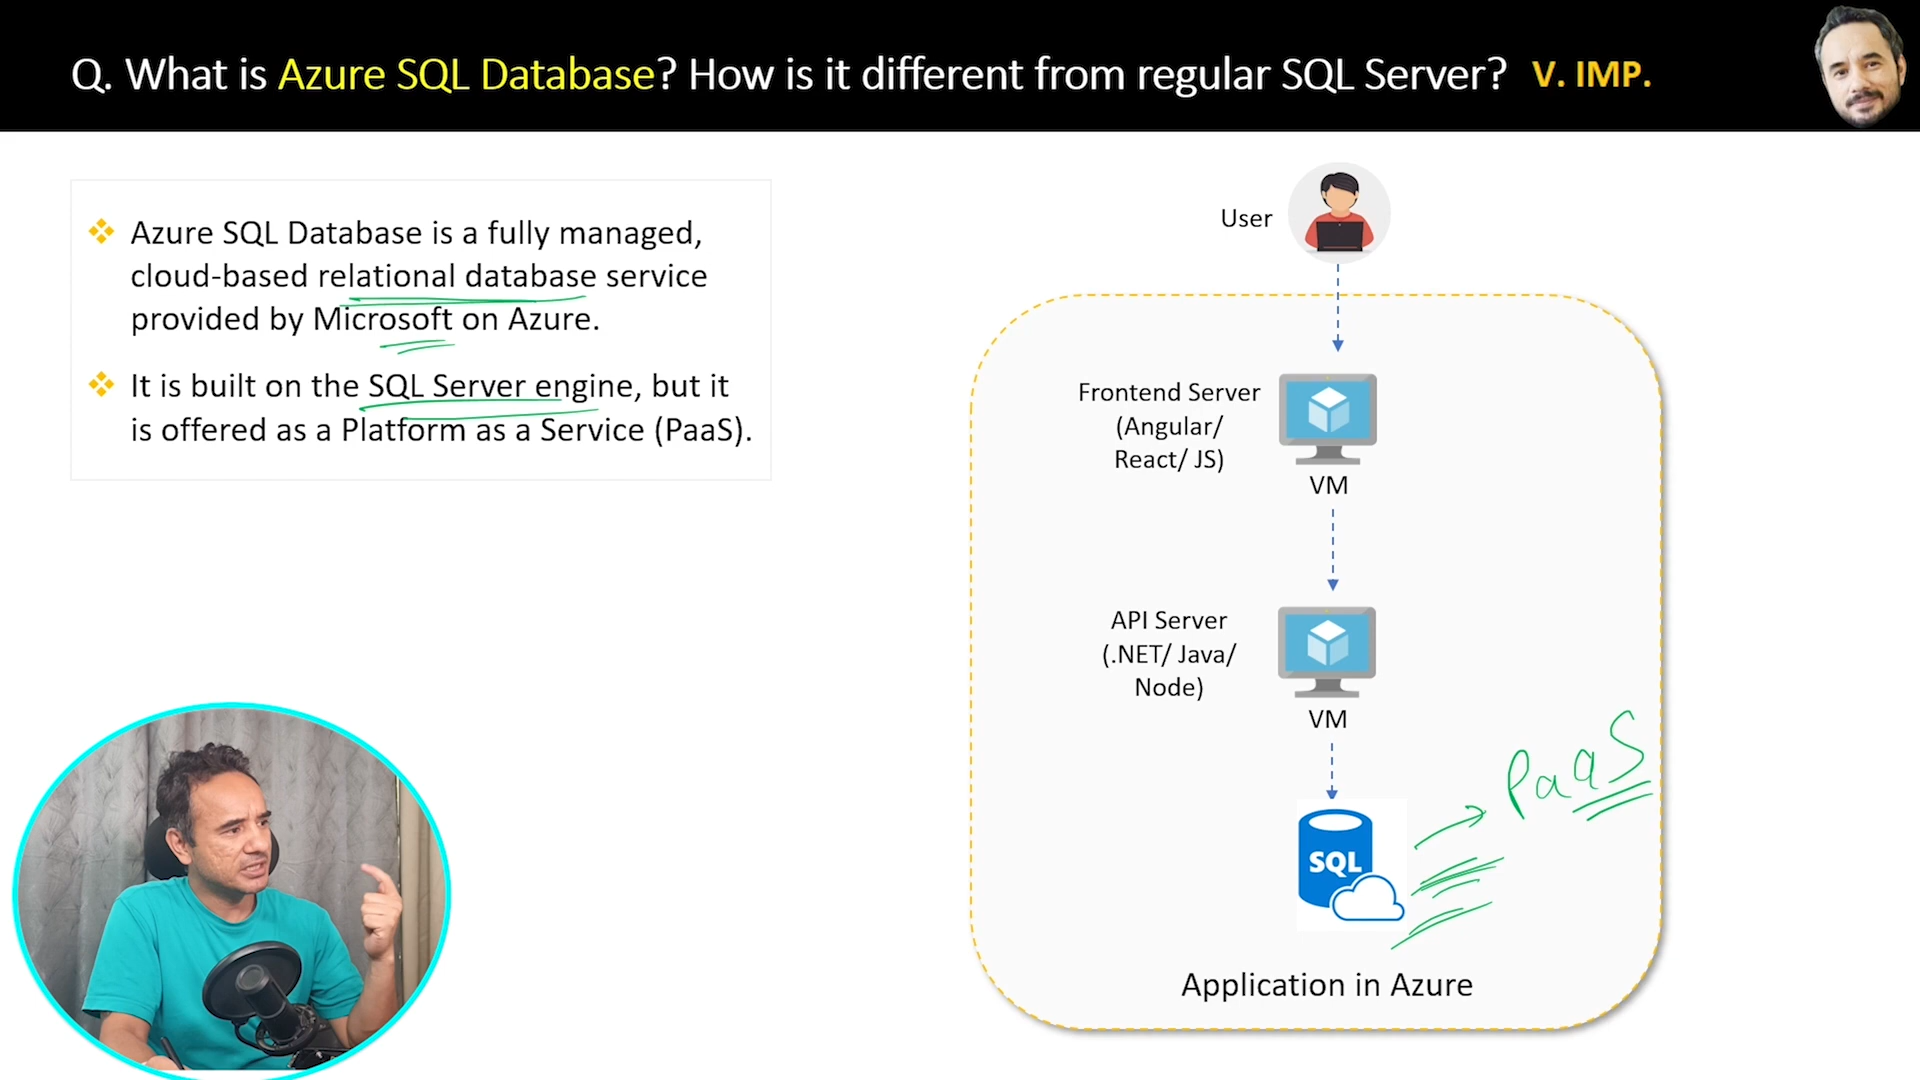 Q. What is Azure SQL Database? How is it different from regular SQL Server? V. IMP.
❖ Azure SQL Database is a fully managed,
cloud-based relational database service
provided by Microsoft on Azure.
❖ It is built on the SQL Server engine, but it
is offered as a Platform as a Service (PaaS).
User
Frontend Server
(Angular/
React/ JS)
VM
API Server
(.NET/ Java/
Node)
VM
PaaS
SQL
Application in Azure